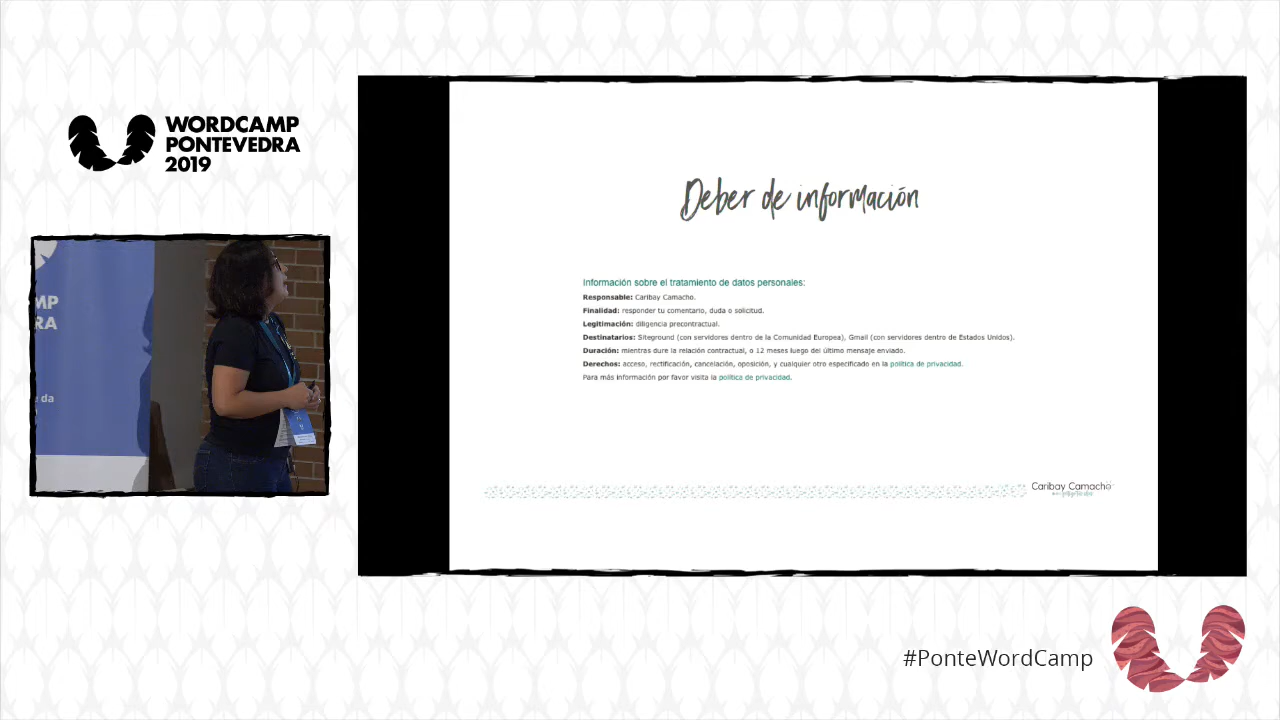 WORDCAMP
PONTEVEDRA
2019
MP
RA
e da
Deber de información
Información sobre el tratamiento de datos personales:
Responsable: Caribay Camacho.
Finalidad: responder tu comentario, duda o solicitud.
Legitimación: diligencia precontractual.
Destinatarios: Siteground (con servidores dentro de la Comunidad Europea), Gmail (con servidores dentro de Estados Unidos).
Duración: mientras dure la relación contractual, o 12 meses luego del último mensaje enviado.
Derechos: acceso, rectificación, cancelación, oposición, y cualquier otro especificado en la política de privacidad.
Para más información por favor visita la política de privacidad.
Caribay Camacho
#PonteWordCamp